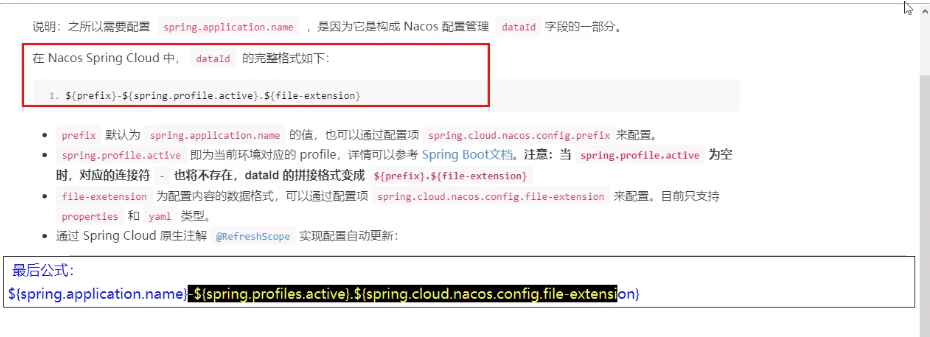 说明：之所以需要配置 spring.application.name ，是因为它是构成 Nacos 配置管理 dataId 字段的一部分。
在 Nacos Spring Cloud 中， dataId 的完整格式如下：
1. ${prefix}-${spring.profile.active}.${file-extension}
• prefix 默认为 spring.application.name 的值，也可以通过配置项 spring.cloud.nacos.config.prefix 来配置。
• spring.profile.active 即为当前环境对应的 profile，详情可以参考 Spring Boot文档。注意：当 spring.profile.active 为空
时，对应的连接符 - 也将不存在，dataId 的拼接格式变成 ${prefix}.${file-extension}
• file-exetension 为配置内容的数据格式，可以通过配置项 spring.cloud.nacos.config.file-extension 来配置。目前只支持
properties 和 yaml 类型。
• 通过 Spring Cloud 原生注解 @RefreshScope 实现配置自动更新：
最后公式：
${spring.application.name}-${spring.profiles.active}.${spring.cloud.nacos.config.file-extension}